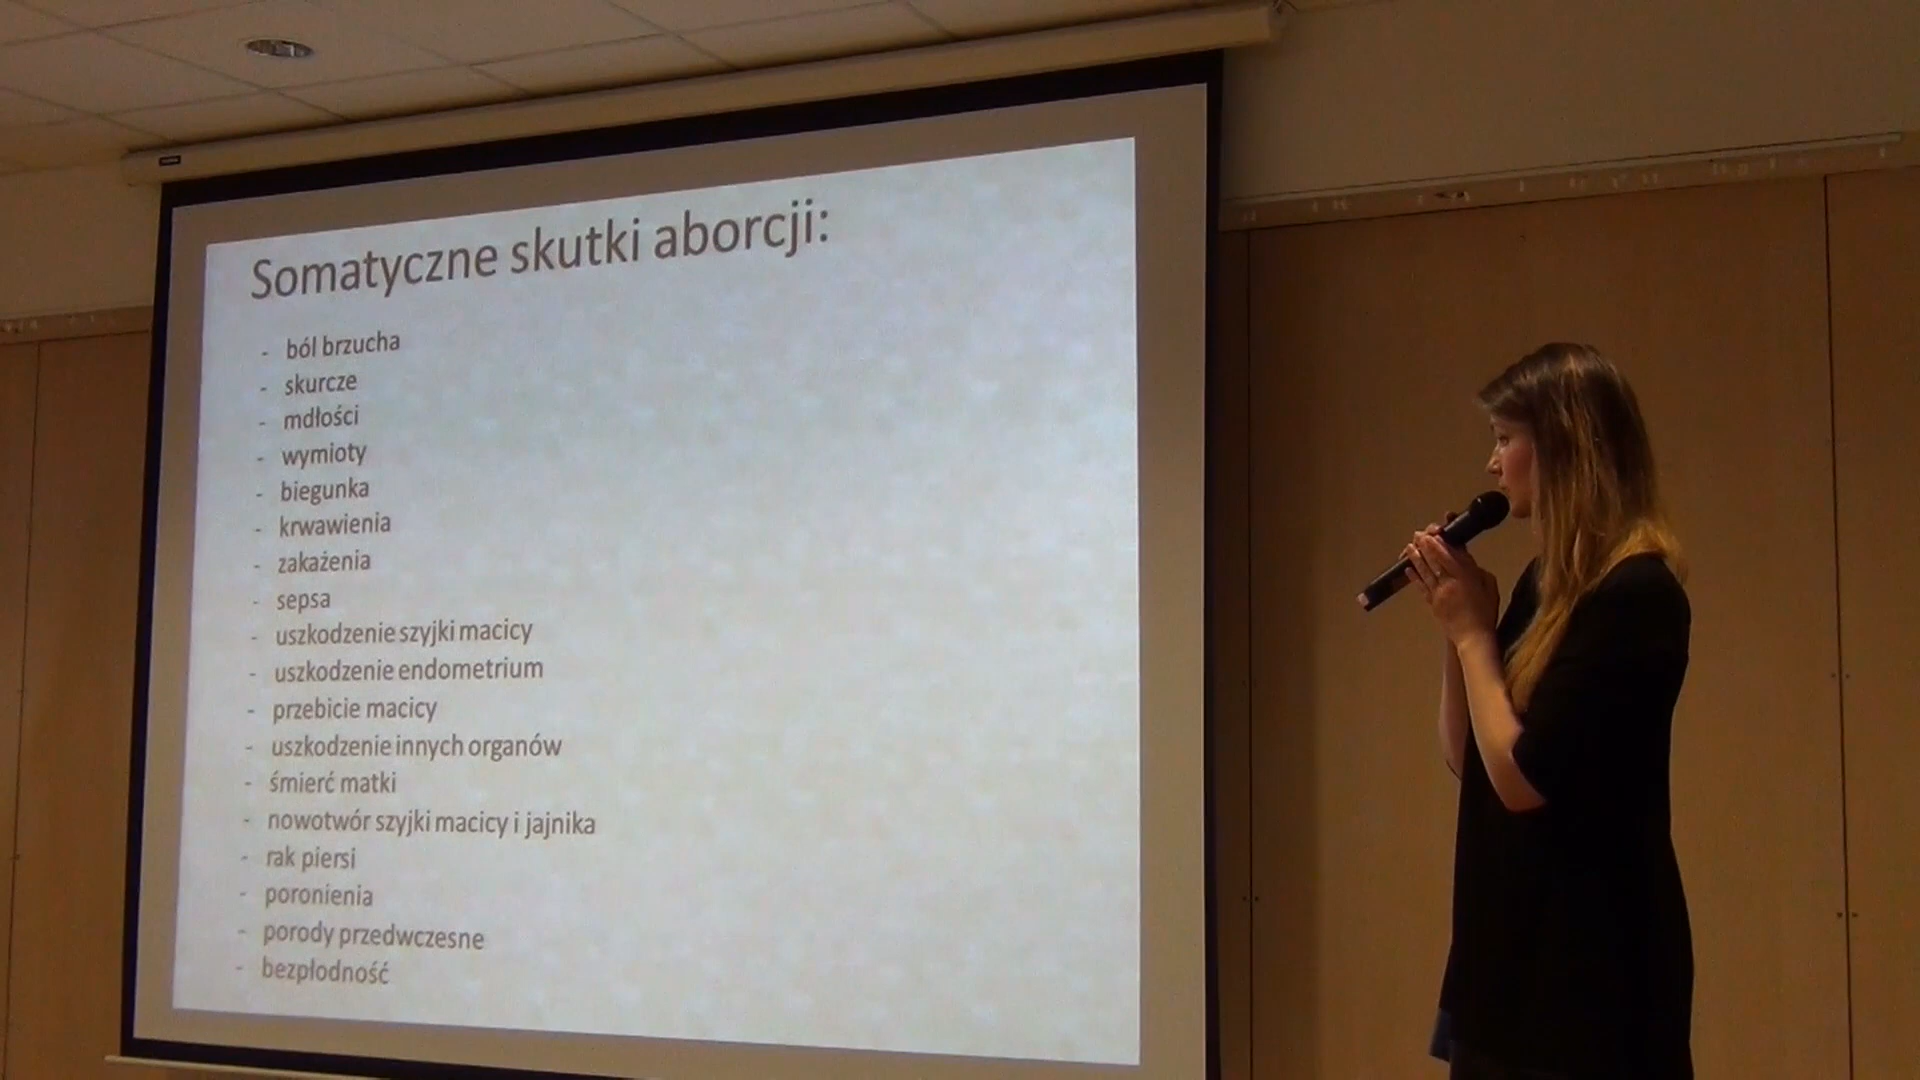 Somatyczne skutki aborcji:
- ból brzucha
- skurcze
- mdłości
- wymioty
- biegunka
- krwawienia
- zakażenia
- sepsa
- uszkodzenie szyjki macicy
- uszkodzenie endometrium
- przebicie macicy
- uszkodzenie innych organów
- śmierć matki
- nowotwór szyjki macicy i jajnika
- rak piersi
- poronienia
- porody przedwczesne
- bezpłodność